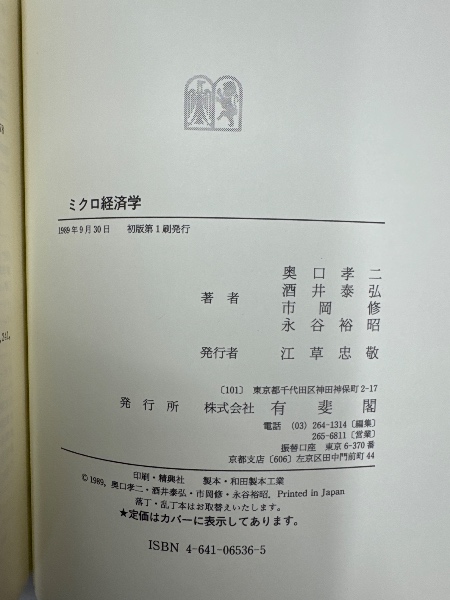 ミクロ経済学
1989年9月30日 初版第1刷発行
奥口孝二
酒井泰弘
著者
市岡修
永谷裕昭
発行者 江草忠敬
〔101〕 東京都千代田区神田神保町2-17
発行所 株式会社 有斐閣
電話 (03) 264-1314〔編集〕
265-6811〔営業〕
振替口座 東京6-370番
京都支店〔606〕左京区田中門前町44
印刷・精興社 製本・和田製本工業
©1989, 奥口孝二・酒井泰弘・市岡修・永谷裕昭. Printed in Japan
落丁・乱丁本はお取替えいたします。
★定価はカバーに表示してあります。
ISBN 4-641-06536-5